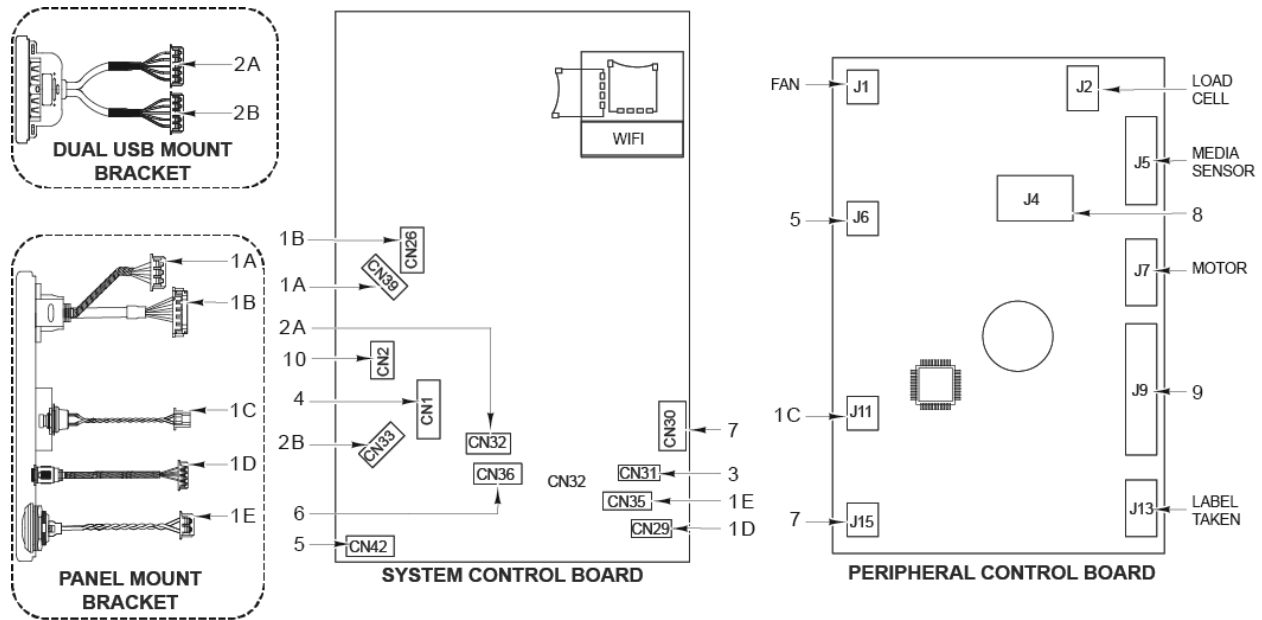 2A
2B
DUAL USB MOUNT
BRACKET
1A
1B
1C
1D
1E
PANEL MOUNT
BRACKET
WIFI
1B
CN26
1A
CN39
2A
10
CN2
4
CN1
2B
CN33
CN32
CN36
CN32
6
5
CN42
CN30
7
CN31
3
CN35
1E
CN29
1D
SYSTEM CONTROL BOARD
FAN
J1
J2
LOAD
CELL
J5
MEDIA
SENSOR
J4
8
5
J6
J7
MOTOR
J9
9
1C
J11
7
J15
J13
LABEL
TAKEN
PERIPHERAL CONTROL BOARD